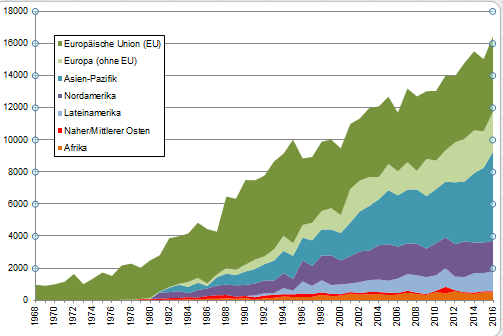 18000
16000
14000
12000
10000
8000
6000
4000
2000
0
Europäische Union (EU)
Europa (ohne EU)
Asien-Pazifik
Nordamerika
Lateinamerika
Naher/Mittlerer Osten
Afrika
1968 1970 1972 1974 1976 1978 1980 1982 1984 1986 1988 1990 1992 1994 1996 1998 2000 2002 2004 2006 2008 2010 2012 2014 2016